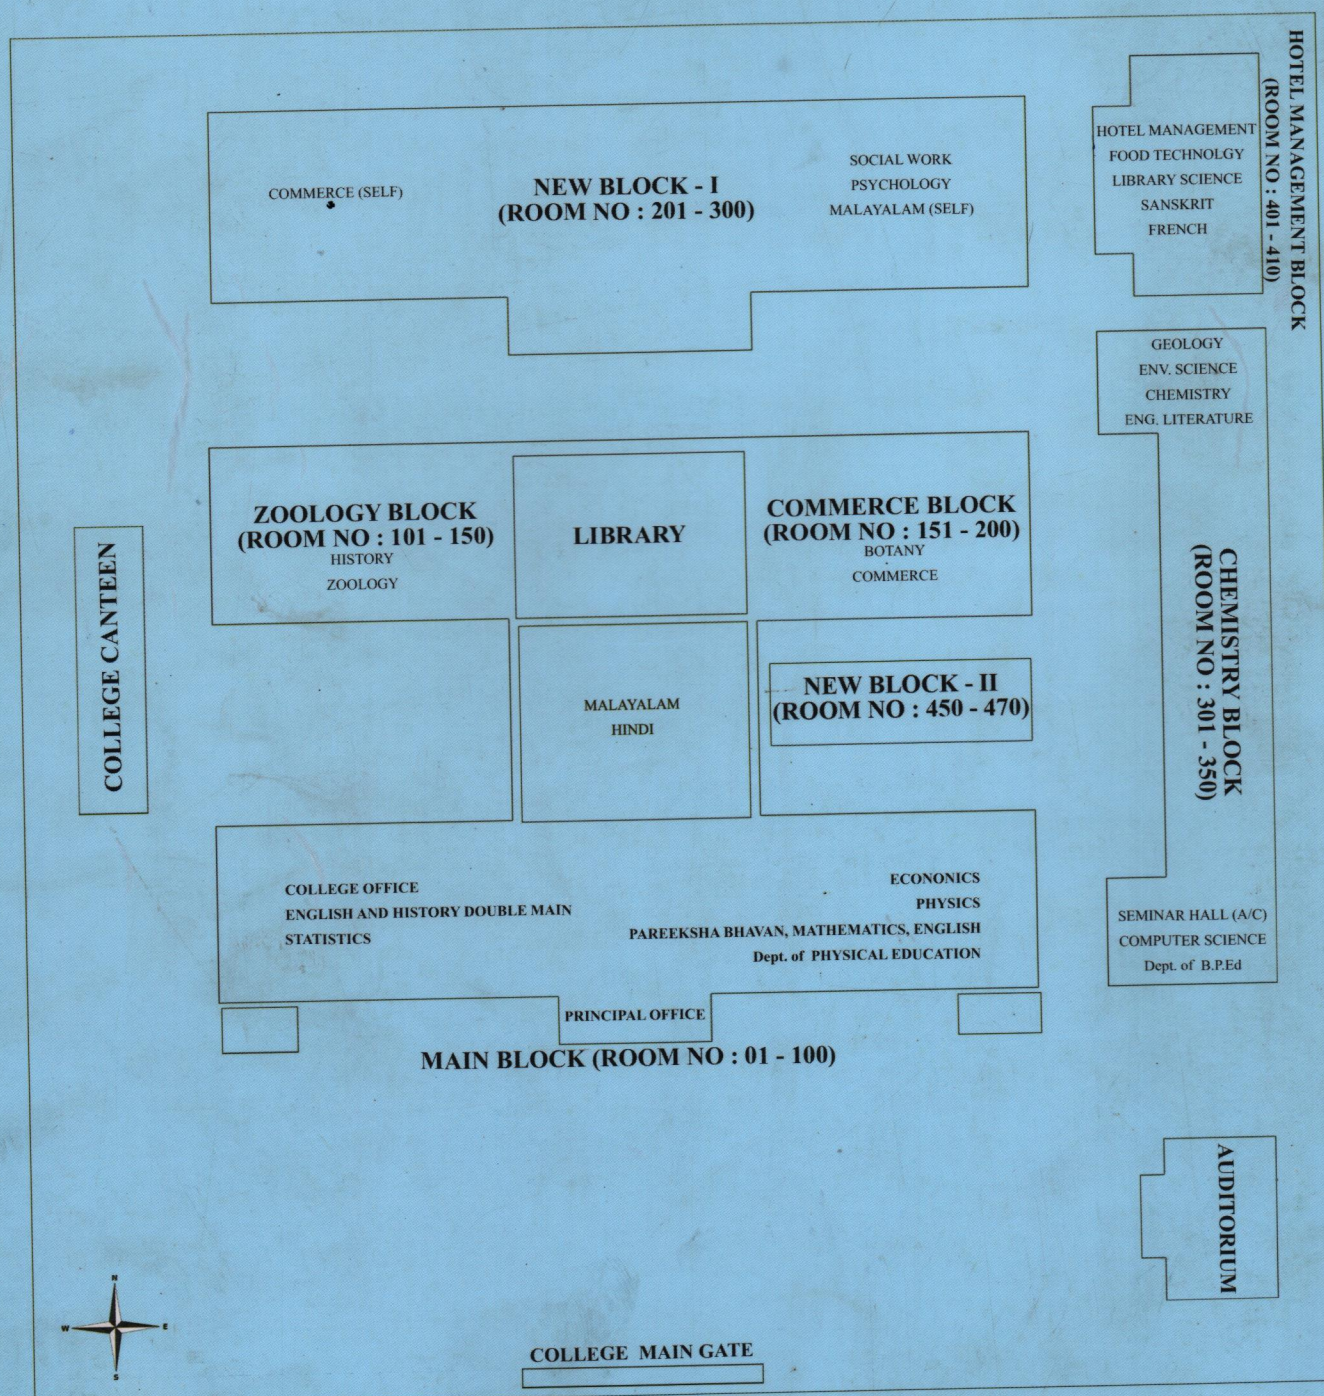 HOTEL MANAGEMENT BLOCK
(ROOM NO : 401 - 410)
HOTEL MANAGEMENT
FOOD TECHNOLGY
LIBRARY SCIENCE
SANSKRIT
FRENCH
COMMERCE (SELF)
NEW BLOCK - I
(ROOM NO : 201 - 300)
SOCIAL WORK
PSYCHOLOGY
MALAYALAM (SELF)
GEOLOGY
ENV. SCIENCE
CHEMISTRY
ENG. LITERATURE
CHEMISTRY BLOCK
(ROOM NO : 301 - 350)
SEMINAR HALL (A/C)
COMPUTER SCIENCE
Dept. of B.P.Ed
ZOOLOGY BLOCK
(ROOM NO : 101 - 150)
HISTORY
ZOOLOGY
LIBRARY
COMMERCE BLOCK
(ROOM NO : 151 - 200)
BOTANY
COMMERCE
COLLEGE CANTEEN
MALAYALAM
HINDI
NEW BLOCK - II
(ROOM NO : 450 - 470)
COLLEGE OFFICE
ENGLISH AND HISTORY DOUBLE MAIN
STATISTICS
ECONONICS
PHYSICS
PAREEKSHA BHAVAN, MATHEMATICS, ENGLISH
Dept. of PHYSICAL EDUCATION
PRINCIPAL OFFICE
MAIN BLOCK (ROOM NO : 01 - 100)
AUDITORIUM
N
W
E
S
COLLEGE MAIN GATE